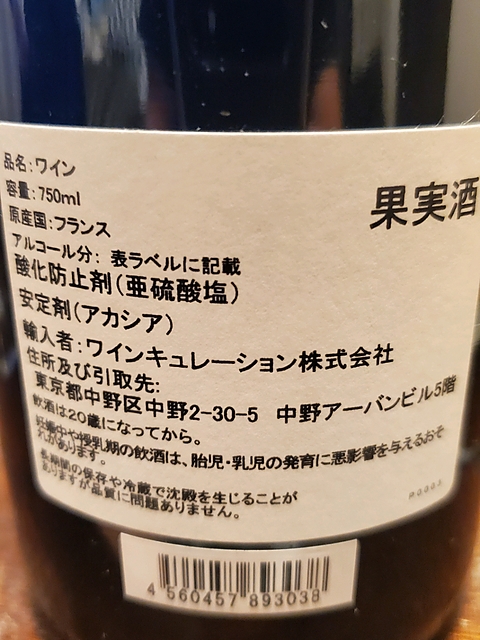 品名:ワイン
容量:750ml
果実酒
原産国:フランス
アルコール分: 表ラベルに記載
酸化防止剤(亜硫酸塩)
安定剤(アカシア)
輸入者:ワインキュレーション株式会社
住所及び引取先:
東京都中野区中野2-30-5 中野アーバンビル5階
飲酒は20歳になってから。
妊娠中や授乳期の飲酒は、胎児・乳児の発育に悪影響を与えるおそ
れがあります。
長期間の保存や冷蔵で沈殿を生じることが
ありますが品質に問題ありません。
4 560457 893038